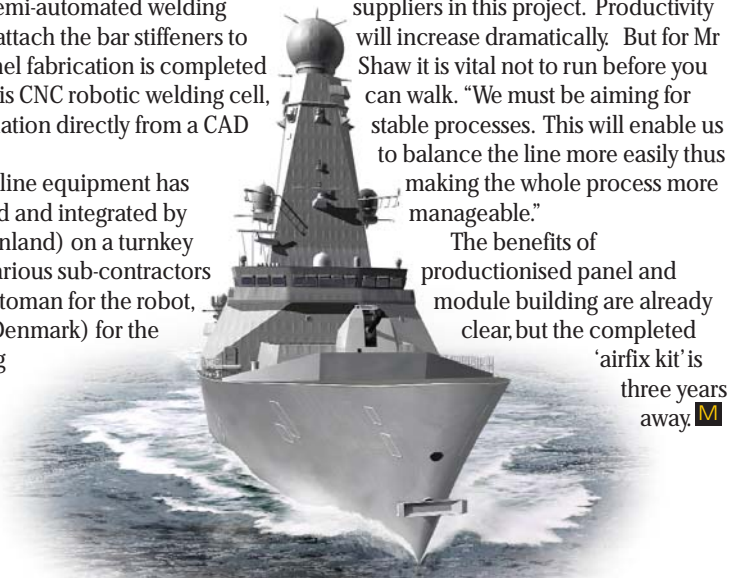 emi-automated welding
attach the bar stiffeners to
nel fabrication is completed
is CNC robotic welding cell,
ation directly from a CAD
line equipment has
d and integrated by
nland) on a turnkey
arious sub-contractors
toman for the robot,
Denmark) for the
g
suppliers in this project. Productivity
will increase dramatically. But for Mr
Shaw it is vital not to run before you
can walk. “We must be aiming for
stable processes. This will enable us
to balance the line more easily thus
making the whole process more
manageable.”
The benefits of
productionised panel and
module building are already
clear, but the completed
‘airfix kit’ is
three years
away. M